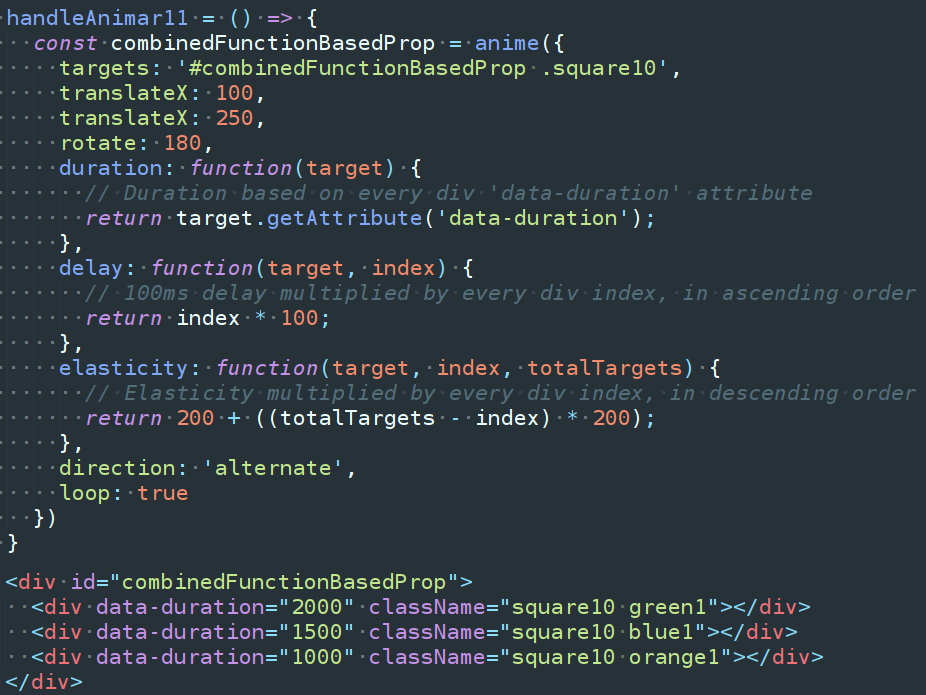 handleAnimar11 = () => {
const combinedFunctionBasedProp = anime({
targets: '#combinedFunctionBasedProp .square10',
translateX: 100,
translateX: 250,
rotate: 180,
duration: function(target) {
// Duration based on every div 'data-duration' attribute
return target.getAttribute('data-duration');
},
delay: function(target, index) {
// 100ms delay multiplied by every div index, in ascending order
return index * 100;
},
elasticity: function(target, index, totalTargets) {
// Elasticity multiplied by every div index, in descending order
return 200 + ((totalTargets - index) * 200);
},
direction: 'alternate',
loop: true
})
}
<div id="combinedFunctionBasedProp">
<div data-duration="2000" className="square10 green1"></div>
<div data-duration="1500" className="square10 blue1"></div>
<div data-duration="1000" className="square10 orange1"></div>
</div>